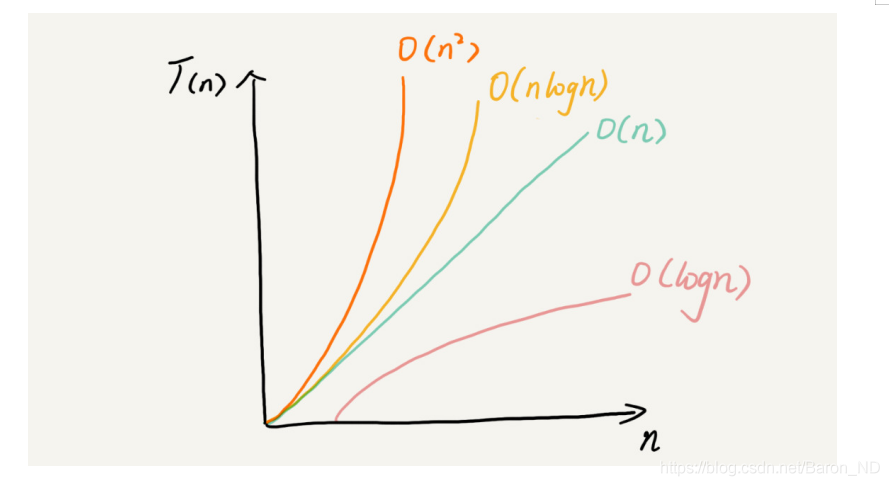 O(n²)
T(n)
O(nlogn)
O(n)
O(logn)
n
https://blog.csdn.net/Baron_ND